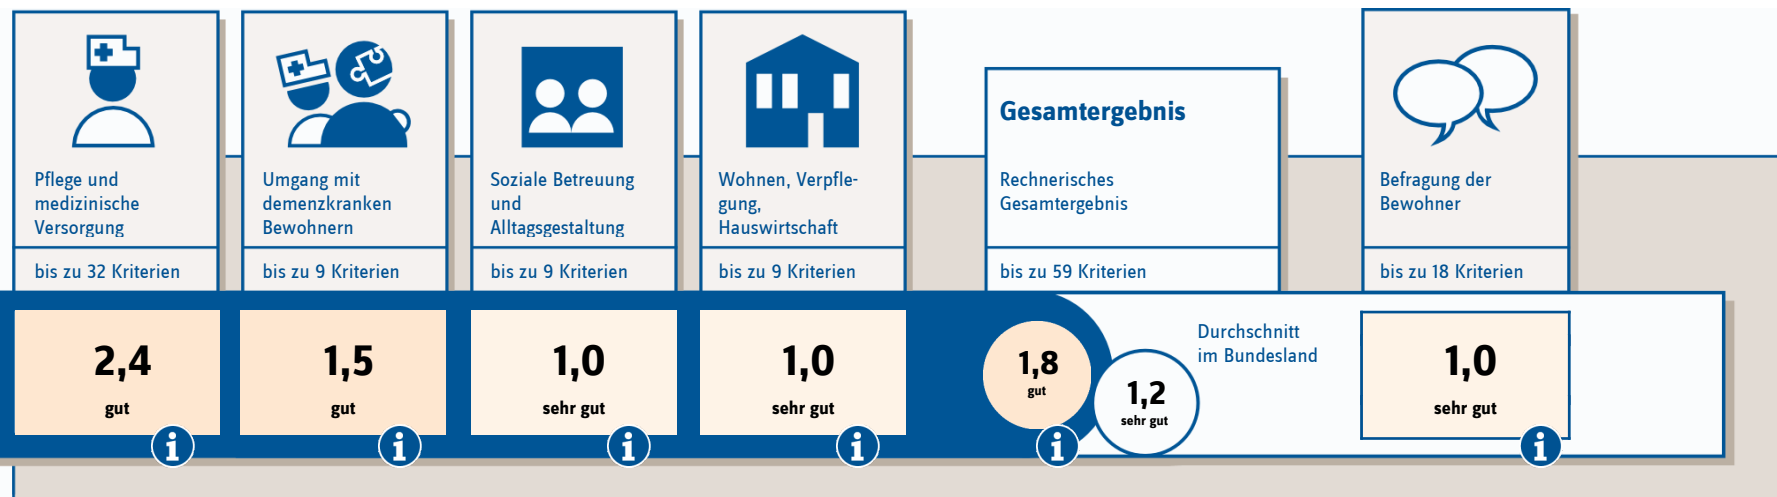 Pflege und
medizinische
Versorgung
bis zu 32 Kriterien
2,4
gut
Umgang mit
demenzkranken
Bewohnern
bis zu 9 Kriterien
1,5
gut
Soziale Betreuung
und
Alltagsgestaltung
bis zu 9 Kriterien
1,0
sehr gut
Wohnen, Verpfle-
gung,
Hauswirtschaft
bis zu 9 Kriterien
1,0
sehr gut
Gesamtergebnis
Rechnerisches
Gesamtergebnis
bis zu 59 Kriterien
1,8
gut
1,2
sehr gut
Durchschnitt
im Bundesland
Befragung der
Bewohner
bis zu 18 Kriterien
1,0
sehr gut